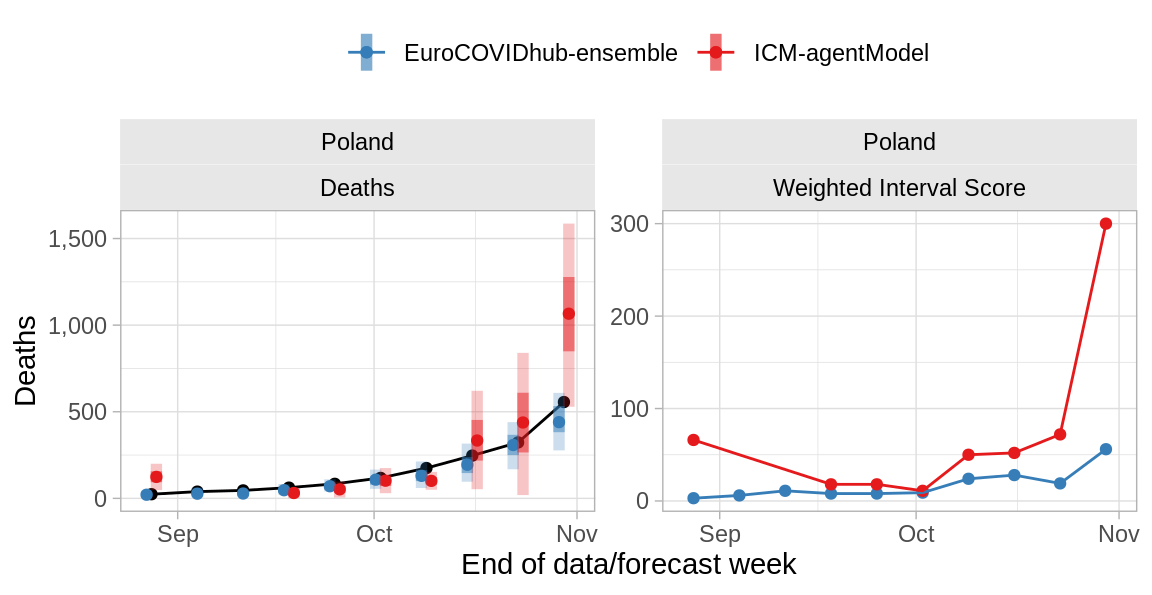 EuroCOVIDhub-ensemble ICM-agentModel
Poland
Deaths
Poland
Weighted Interval Score
Deaths
1,500
1,000
500
0
Sep Oct Nov
300
200
100
0
Sep Oct Nov
End of data/forecast week